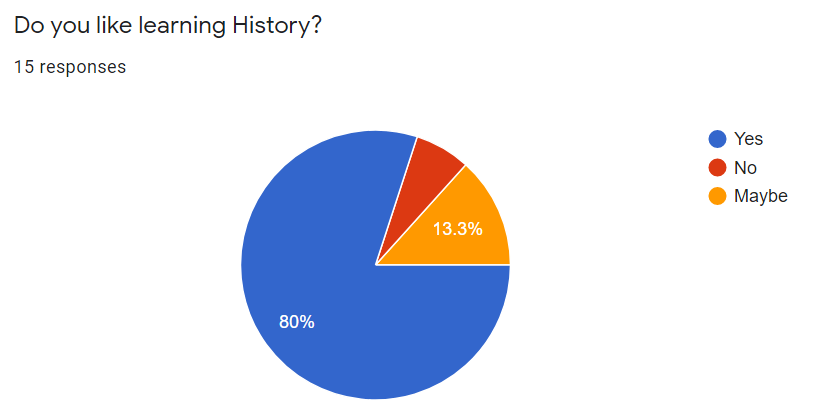 Do you like learning History?
15 responses
Yes
No
Maybe
13.3%
80%